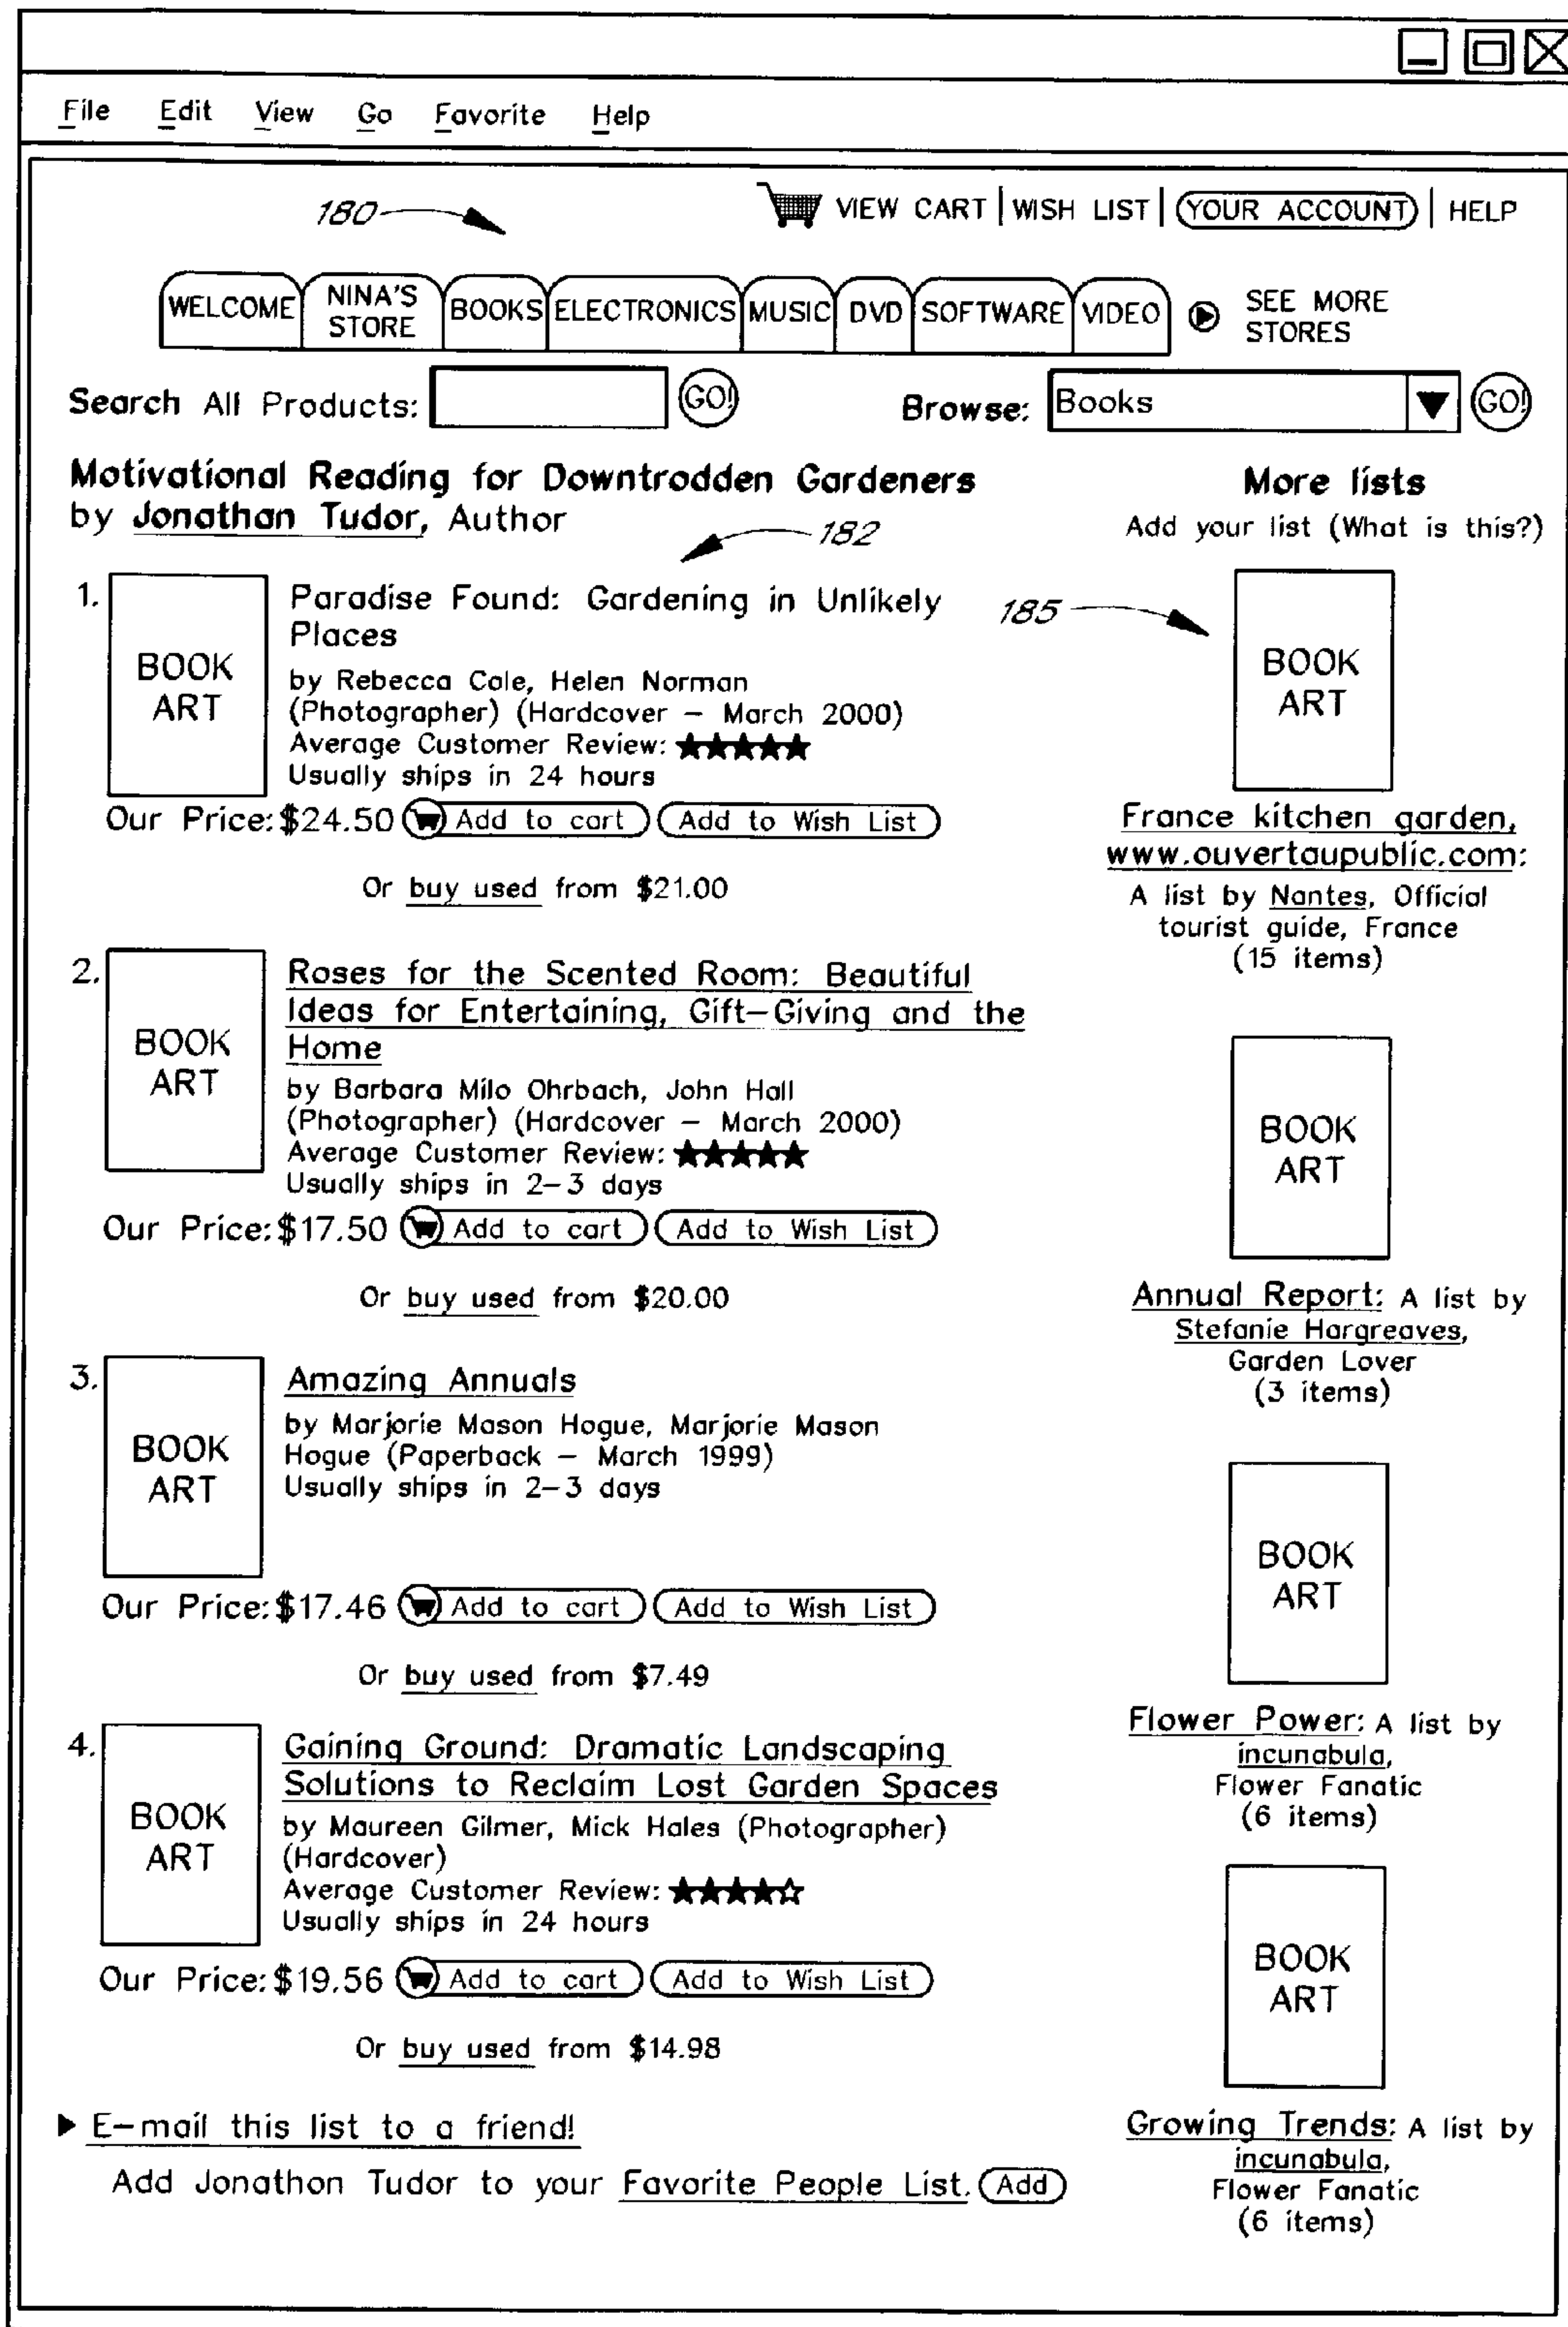 File Edit View Go Favorite Help
180
VIEW CART | WISH LIST | YOUR ACCOUNT | HELP
WELCOME NINA'S STORE BOOKS ELECTRONICS MUSIC DVD SOFTWARE VIDEO SEE MORE STORES
Search All Products: GO! Browse: Books GO!
Motivational Reading for Downtrodden Gardeners
by Jonathan Tudor, Author
182
1.
BOOK
ART
Paradise Found: Gardening in Unlikely
Places
by Rebecca Cole, Helen Norman
(Photographer) (Hardcover – March 2000)
Average Customer Review: ★★★★★
Usually ships in 24 hours
Our Price: $24.50 Add to cart Add to Wish List
Or buy used from $21.00
2.
BOOK
ART
Roses for the Scented Room: Beautiful
Ideas for Entertaining, Gift–Giving and the
Home
by Barbara Milo Ohrbach, John Hall
(Photographer) (Hardcover – March 2000)
Average Customer Review: ★★★★★
Usually ships in 2–3 days
Our Price: $17.50 Add to cart Add to Wish List
Or buy used from $20.00
3.
BOOK
ART
Amazing Annuals
by Marjorie Mason Hogue, Marjorie Mason
Hogue (Paperback – March 1999)
Usually ships in 2–3 days
Our Price: $17.46 Add to cart Add to Wish List
Or buy used from $7.49
4.
BOOK
ART
Gaining Ground: Dramatic Landscaping
Solutions to Reclaim Lost Garden Spaces
by Maureen Gilmer, Mick Hales (Photographer)
(Hardcover)
Average Customer Review: ★★★★☆
Usually ships in 24 hours
Our Price: $19.56 Add to cart Add to Wish List
Or buy used from $14.98
E–mail this list to a friend!
Add Jonathon Tudor to your Favorite People List. Add
More lists
Add your list (What is this?)
185
BOOK
ART
France kitchen garden,
www.ouvertaupublic.com:
A list by Nantes, Official
tourist guide, France
(15 items)
BOOK
ART
Annual Report: A list by
Stefanie Hargreaves,
Garden Lover
(3 items)
BOOK
ART
Flower Power: A list by
incunabula,
Flower Fanatic
(6 items)
BOOK
ART
Growing Trends: A list by
incunabula,
Flower Fanatic
(6 items)